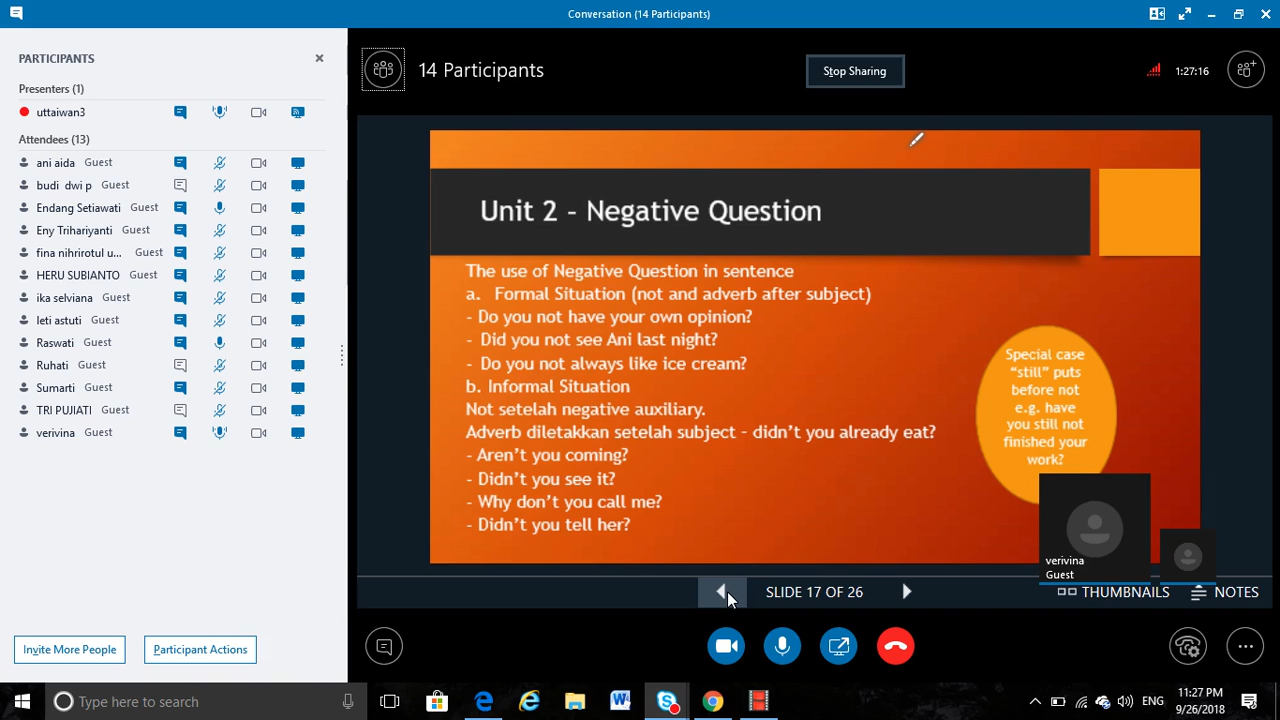 Conversation (14 Participants)
PARTICIPANTS
Presenters (1)
uttaiwan3
Attendees (13)
ani aida Guest
budi dwi p Guest
Endang Setiawati Guest
Eny Trihariyanti Guest
fina nihrirotul u... Guest
HERU SUBIANTO Guest
ika selviana Guest
leti astuti Guest
Raswati Guest
Ruhati Guest
Sumarti Guest
TRI PUJIATI Guest
verivina Guest
Invite More People
Participant Actions
14 Participants
Stop Sharing
1:27:16
Unit 2 - Negative Question
The use of Negative Question in sentence
a. Formal Situation (not and adverb after subject)
- Do you not have your own opinion?
- Did you not see Ani last night?
- Do you not always like ice cream?
b. Informal Situation
Not setelah negative auxiliary.
Adverb diletakkan setelah subject – didn't you already eat?
- Aren't you coming?
- Didn't you see it?
- Why don't you call me?
- Didn't you tell her?
Special case
"still" puts
before not
e.g. have
you still not
finished your
work?
verivina
Guest
SLIDE 17 OF 26
THUMBNAILS
NOTES
Type here to search
ENG
11:27 PM
9/26/2018